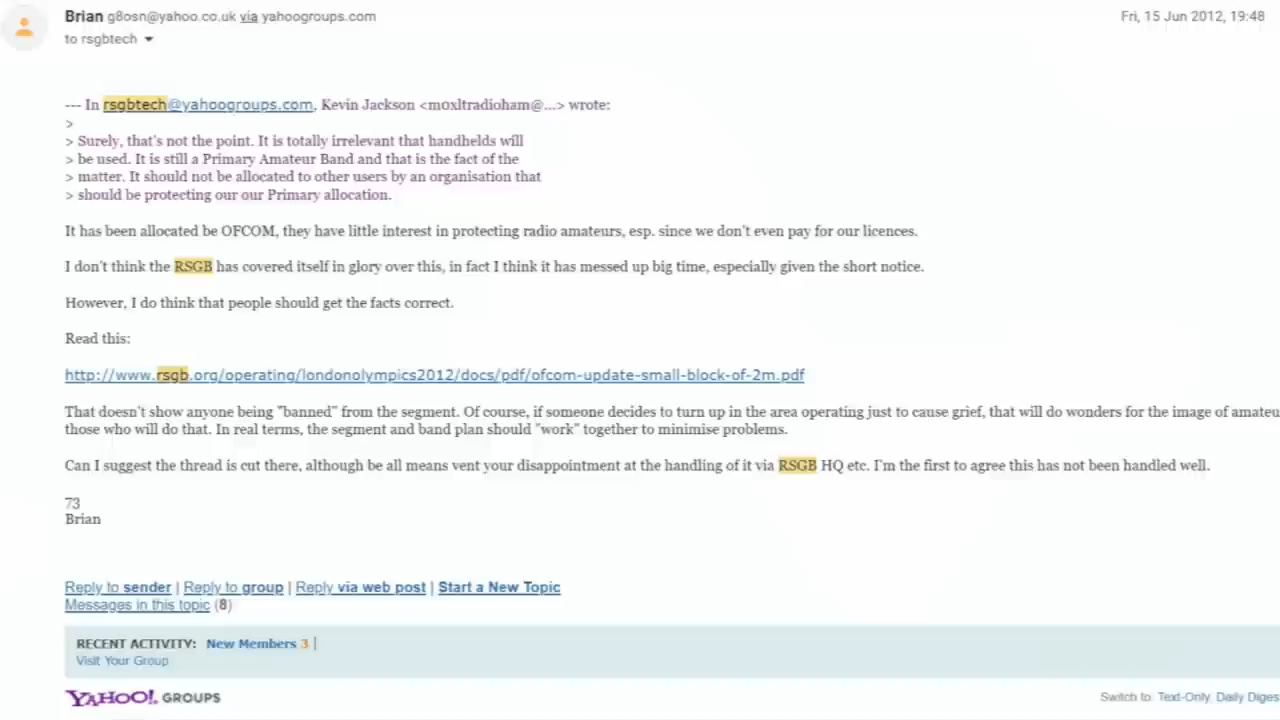 Brian g8osn@yahoo.co.uk via yahoogroups.com
Fri, 15 Jun 2012, 19:48
to rsgbtech
--- In rsgbtech@yahoogroups.com, Kevin Jackson <m0xltradioham@...> wrote:
>
> Surely, that's not the point. It is totally irrelevant that handhelds will
> be used. It is still a Primary Amateur Band and that is the fact of the
> matter. It should not be allocated to other users by an organisation that
> should be protecting our our Primary allocation.
It has been allocated be OFCOM, they have little interest in protecting radio amateurs, esp. since we don't even pay for our licences.
I don't think the RSGB has covered itself in glory over this, in fact I think it has messed up big time, especially given the short notice.
However, I do think that people should get the facts correct.
Read this:
http://www.rsgb.org/operating/londonolympics2012/docs/pdf/ofcom-update-small-block-of-2m.pdf
That doesn't show anyone being "banned" from the segment. Of course, if someone decides to turn up in the area operating just to cause grief, that will do wonders for the image of amateu
those who will do that. In real terms, the segment and band plan should "work" together to minimise problems.
Can I suggest the thread is cut there, although be all means vent your disappointment at the handling of it via RSGB HQ etc. I'm the first to agree this has not been handled well.
73
Brian
Reply to sender | Reply to group | Reply via web post | Start a New Topic
Messages in this topic (8)
RECENT ACTIVITY: New Members 3 |
Visit Your Group
YAHOO! GROUPS
Switch to: Text-Only, Daily Diges